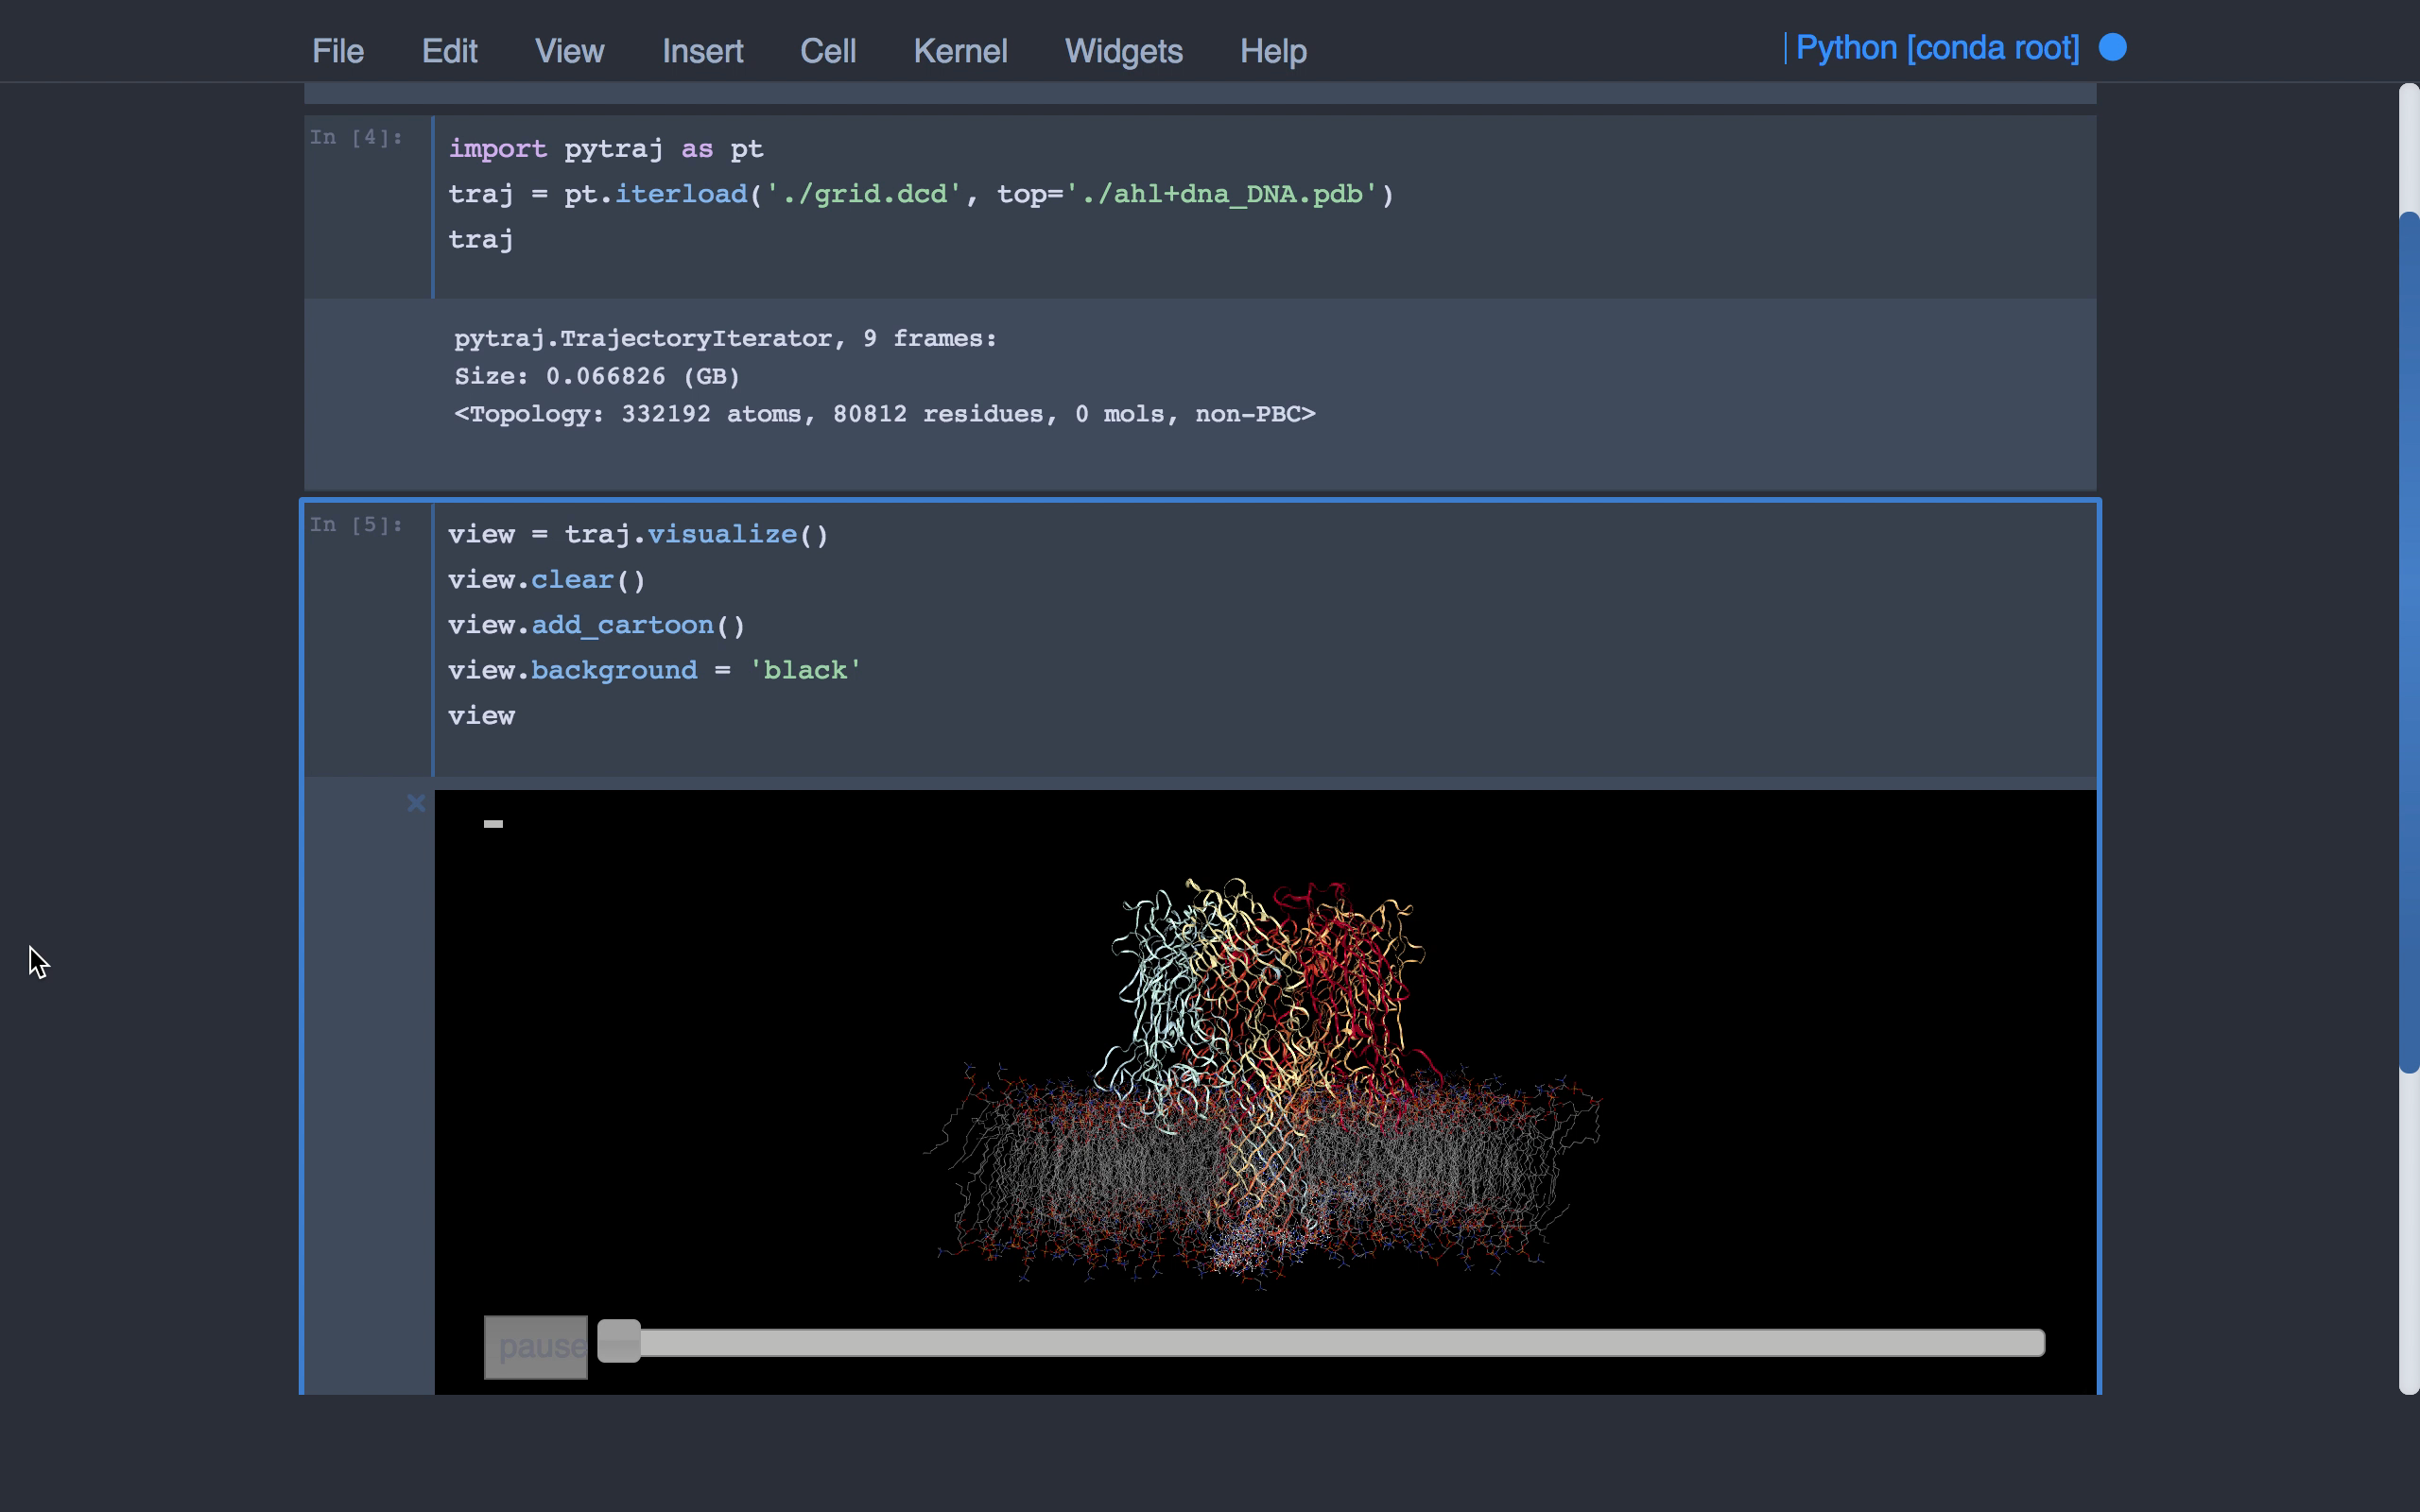 File Edit View Insert Cell Kernel Widgets Help Python [conda root]
In [4]:
import pytraj as pt
traj = pt.iterload('./grid.dcd', top='./ahl+dna_DNA.pdb')
traj
pytraj.TrajectoryIterator, 9 frames:
Size: 0.066826 (GB)
<Topology: 332192 atoms, 80812 residues, 0 mols, non-PBC>
In [5]:
view = traj.visualize()
view.clear()
view.add_cartoon()
view.background = 'black'
view
pause